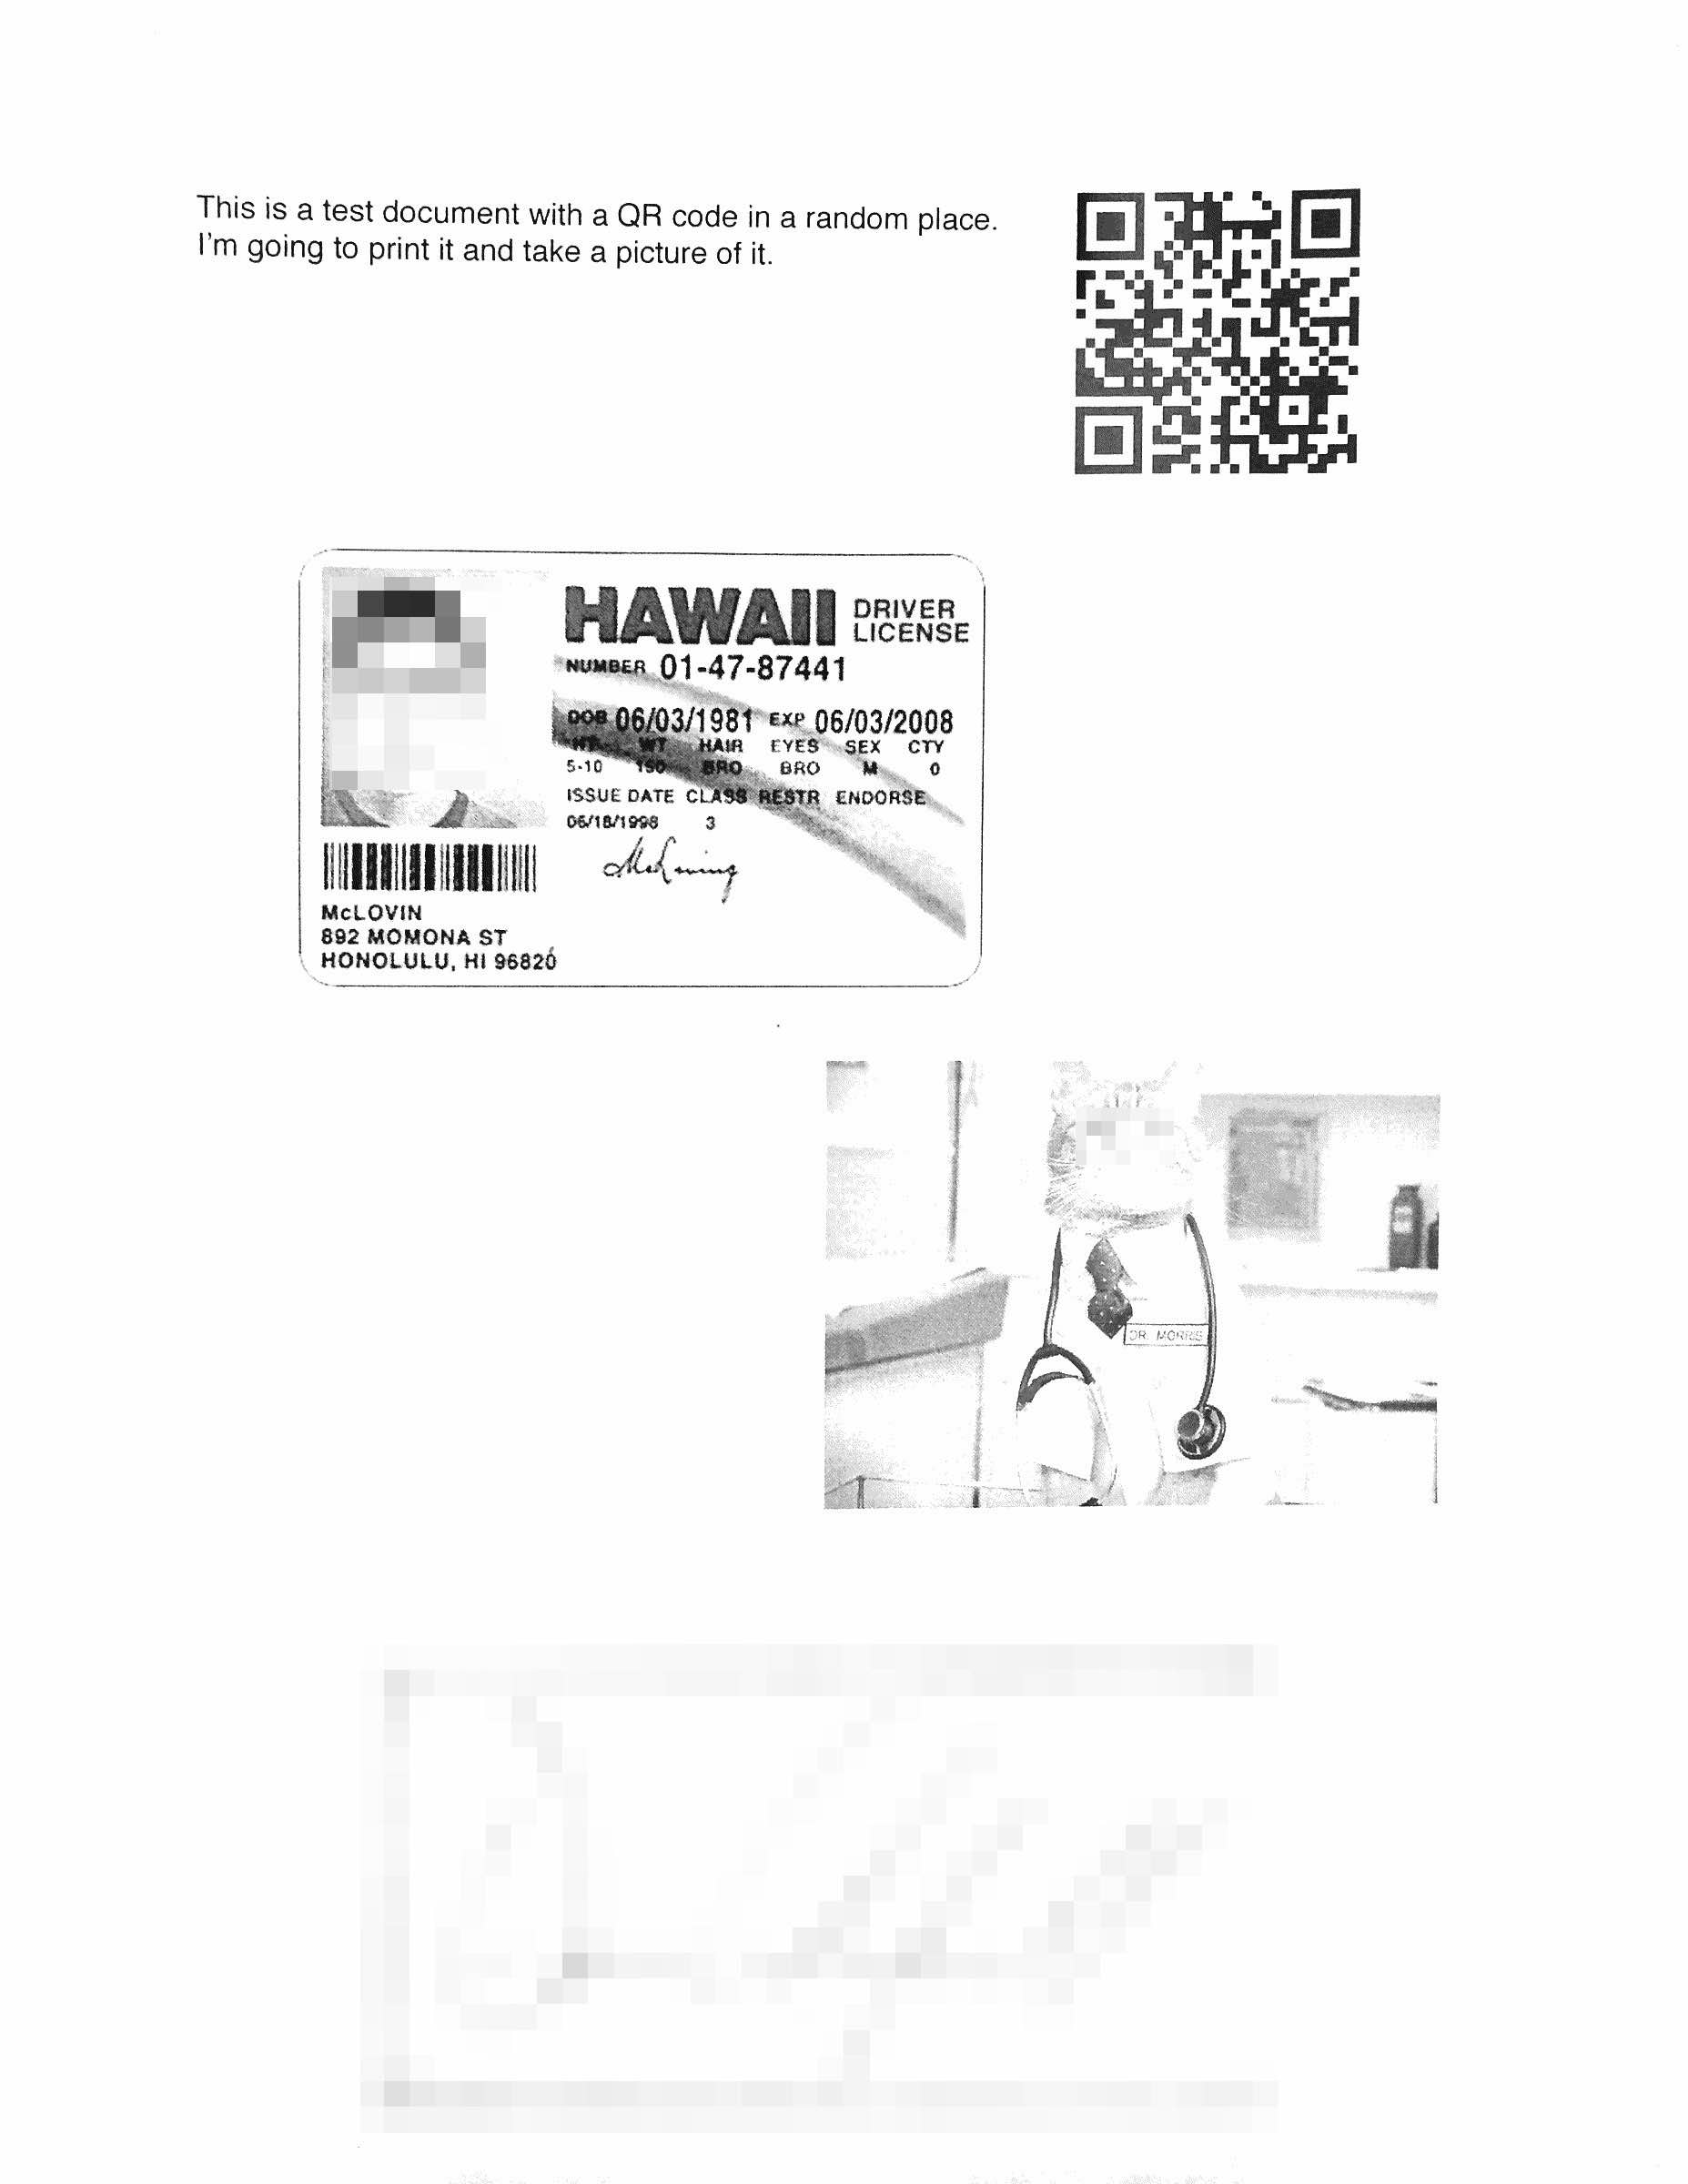 This is a test document with a QR code in a random place.
I'm going to print it and take a picture of it.
HAWAII DRIVER LICENSE
NUMBER 01-47-87441
DOB 06/03/1981 EXP 06/03/2008
HT WT HAIR EYES SEX CTY
5-10 150 BRO BRO M 0
ISSUE DATE CLASS RESTR ENDORSE
06/18/1998 3
McLOVIN
892 MOMONA ST
HONOLULU, HI 96820
DR. MORRIS